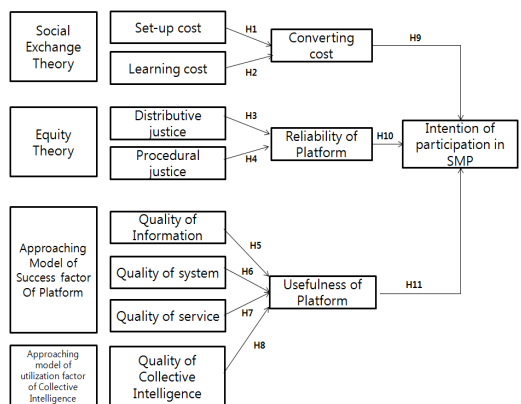 Social
Exchange
Theory
Set-up cost
Learning cost
H1
H2
Converting
cost
H9
Equity
Theory
Distributive
justice
Procedural
justice
H3
H4
Reliability of
Platform
H10
Intention of
participation in
SMP
Approaching
Model of
Success factor
Of Platform
Quality of
Information
Quality of system
Quality of service
H5
H6
H7
H8
Usefulness of
Platform
H11
Approaching
model of
utilization factor
of Collective
Intelligence
Quality of
Collective
Intelligence